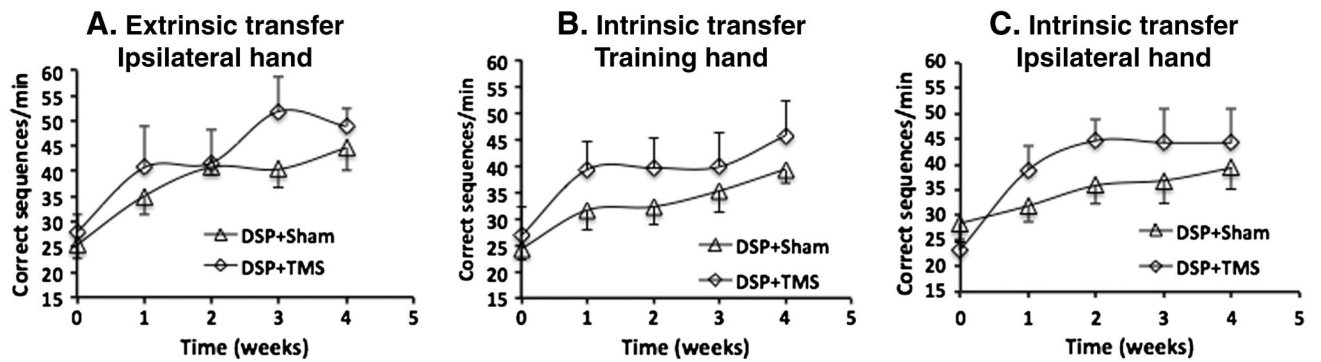 A. Extrinsic transfer
Ipsilateral hand
Correct sequences/min
60
55
50
45
40
35
30
25
20
15
0 1 2 3 4 5
Time (weeks)
DSP+Sham
DSP+TMS
B. Intrinsic transfer
Training hand
Correct sequences/min
60
55
50
45
40
35
30
25
20
15
0 1 2 3 4 5
Time (weeks)
DSP+Sham
DSP+TMS
C. Intrinsic transfer
Ipsilateral hand
Correct sequences/min
60
55
50
45
40
35
30
25
20
15
0 1 2 3 4 5
Time (weeks)
DSP+Sham
DSP+TMS